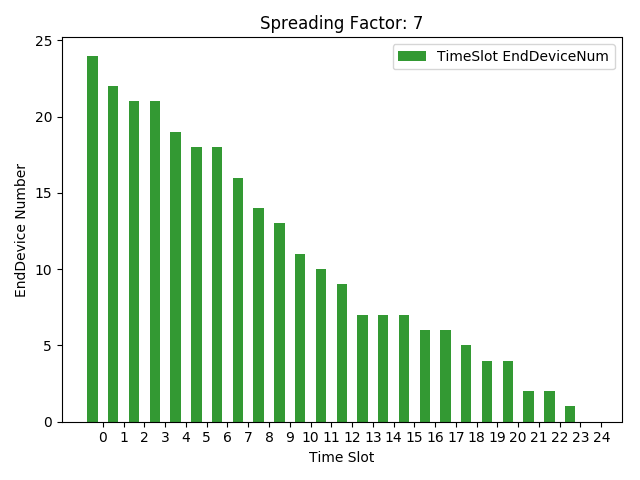 Spreading Factor: 7
TimeSlot EndDeviceNum
EndDevice Number
25
20
15
10
5
0
0 1 2 3 4 5 6 7 8 9 10 11 12 13 14 15 16 17 18 19 20 21 22 23 24
Time Slot